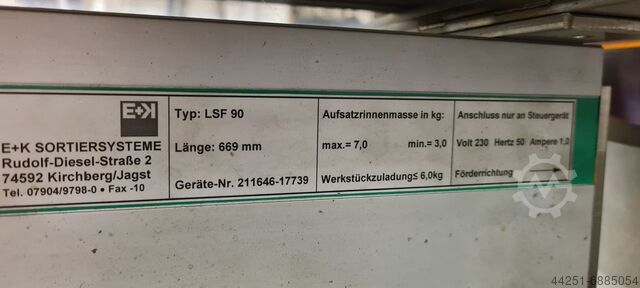 E+K
E+K SORTIERSYSTEME
Rudolf-Diesel-Straße 2
74592 Kirchberg/Jagst
Tel. 07904/9798-0 • Fax -10
Typ: LSF 90
Länge: 669 mm
Geräte-Nr. 211646-17739
Aufsatzrinnenmasse in kg:
max.= 7,0 min.= 3,0
Werkstückzuladung≤ 6,0kg
Anschluss nur an Steuergerät
Volt 230 Hertz 50 Ampere 1,0
Förderrichtung
44251-6885054